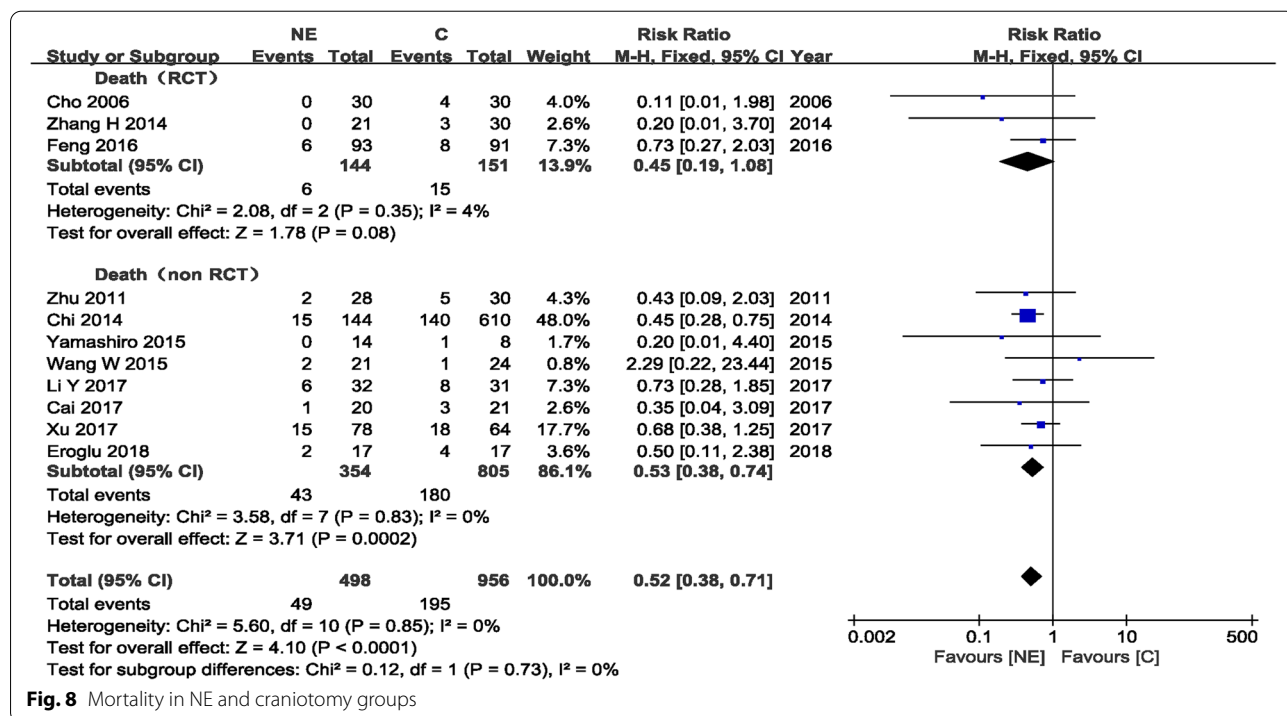 NE C Risk Ratio Risk Ratio
Study or Subgroup Events Total Events Total Weight M-H, Fixed, 95% CI Year M-H, Fixed, 95% CI
Death（RCT）
Cho 2006 0 30 4 30 4.0% 0.11 [0.01, 1.98] 2006
Zhang H 2014 0 21 3 30 2.6% 0.20 [0.01, 3.70] 2014
Feng 2016 6 93 8 91 7.3% 0.73 [0.27, 2.03] 2016
Subtotal (95% CI) 144 151 13.9% 0.45 [0.19, 1.08]
Total events 6 15
Heterogeneity: Chi² = 2.08, df = 2 (P = 0.35); I² = 4%
Test for overall effect: Z = 1.78 (P = 0.08)
Death（non RCT）
Zhu 2011 2 28 5 30 4.3% 0.43 [0.09, 2.03] 2011
Chi 2014 15 144 140 610 48.0% 0.45 [0.28, 0.75] 2014
Yamashiro 2015 0 14 1 8 1.7% 0.20 [0.01, 4.40] 2015
Wang W 2015 2 21 1 24 0.8% 2.29 [0.22, 23.44] 2015
Li Y 2017 6 32 8 31 7.3% 0.73 [0.28, 1.85] 2017
Cai 2017 1 20 3 21 2.6% 0.35 [0.04, 3.09] 2017
Xu 2017 15 78 18 64 17.7% 0.68 [0.38, 1.25] 2017
Eroglu 2018 2 17 4 17 3.6% 0.50 [0.11, 2.38] 2018
Subtotal (95% CI) 354 805 86.1% 0.53 [0.38, 0.74]
Total events 43 180
Heterogeneity: Chi² = 3.58, df = 7 (P = 0.83); I² = 0%
Test for overall effect: Z = 3.71 (P = 0.0002)
Total (95% CI) 498 956 100.0% 0.52 [0.38, 0.71]
Total events 49 195
Heterogeneity: Chi² = 5.60, df = 10 (P = 0.85); I² = 0%
Test for overall effect: Z = 4.10 (P < 0.0001)
Test for subgroup differences: Chi² = 0.12, df = 1 (P = 0.73), I² = 0%
0.002 0.1 1 10 500
Favours [NE] Favours [C]
Fig. 8 Mortality in NE and craniotomy groups